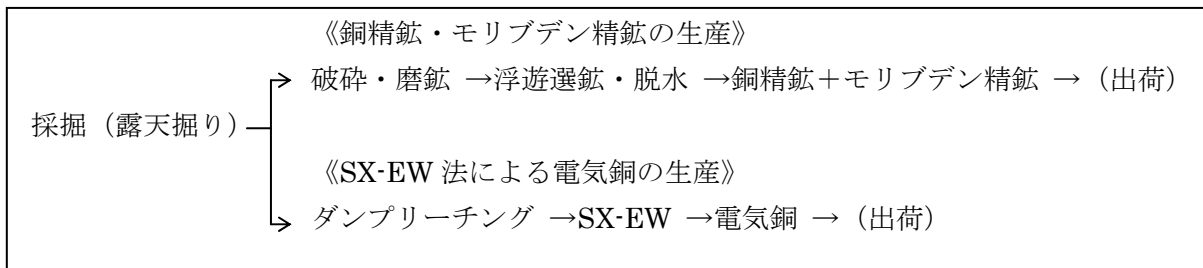 《銅精鉱・モリブデン精鉱の生産》
破砕・磨鉱 →浮遊選鉱・脱水 →銅精鉱＋モリブデン精鉱 →（出荷）
採掘（露天掘り）
《SX-EW 法による電気銅の生産》
ダンプリーチング →SX-EW →電気銅 →（出荷）